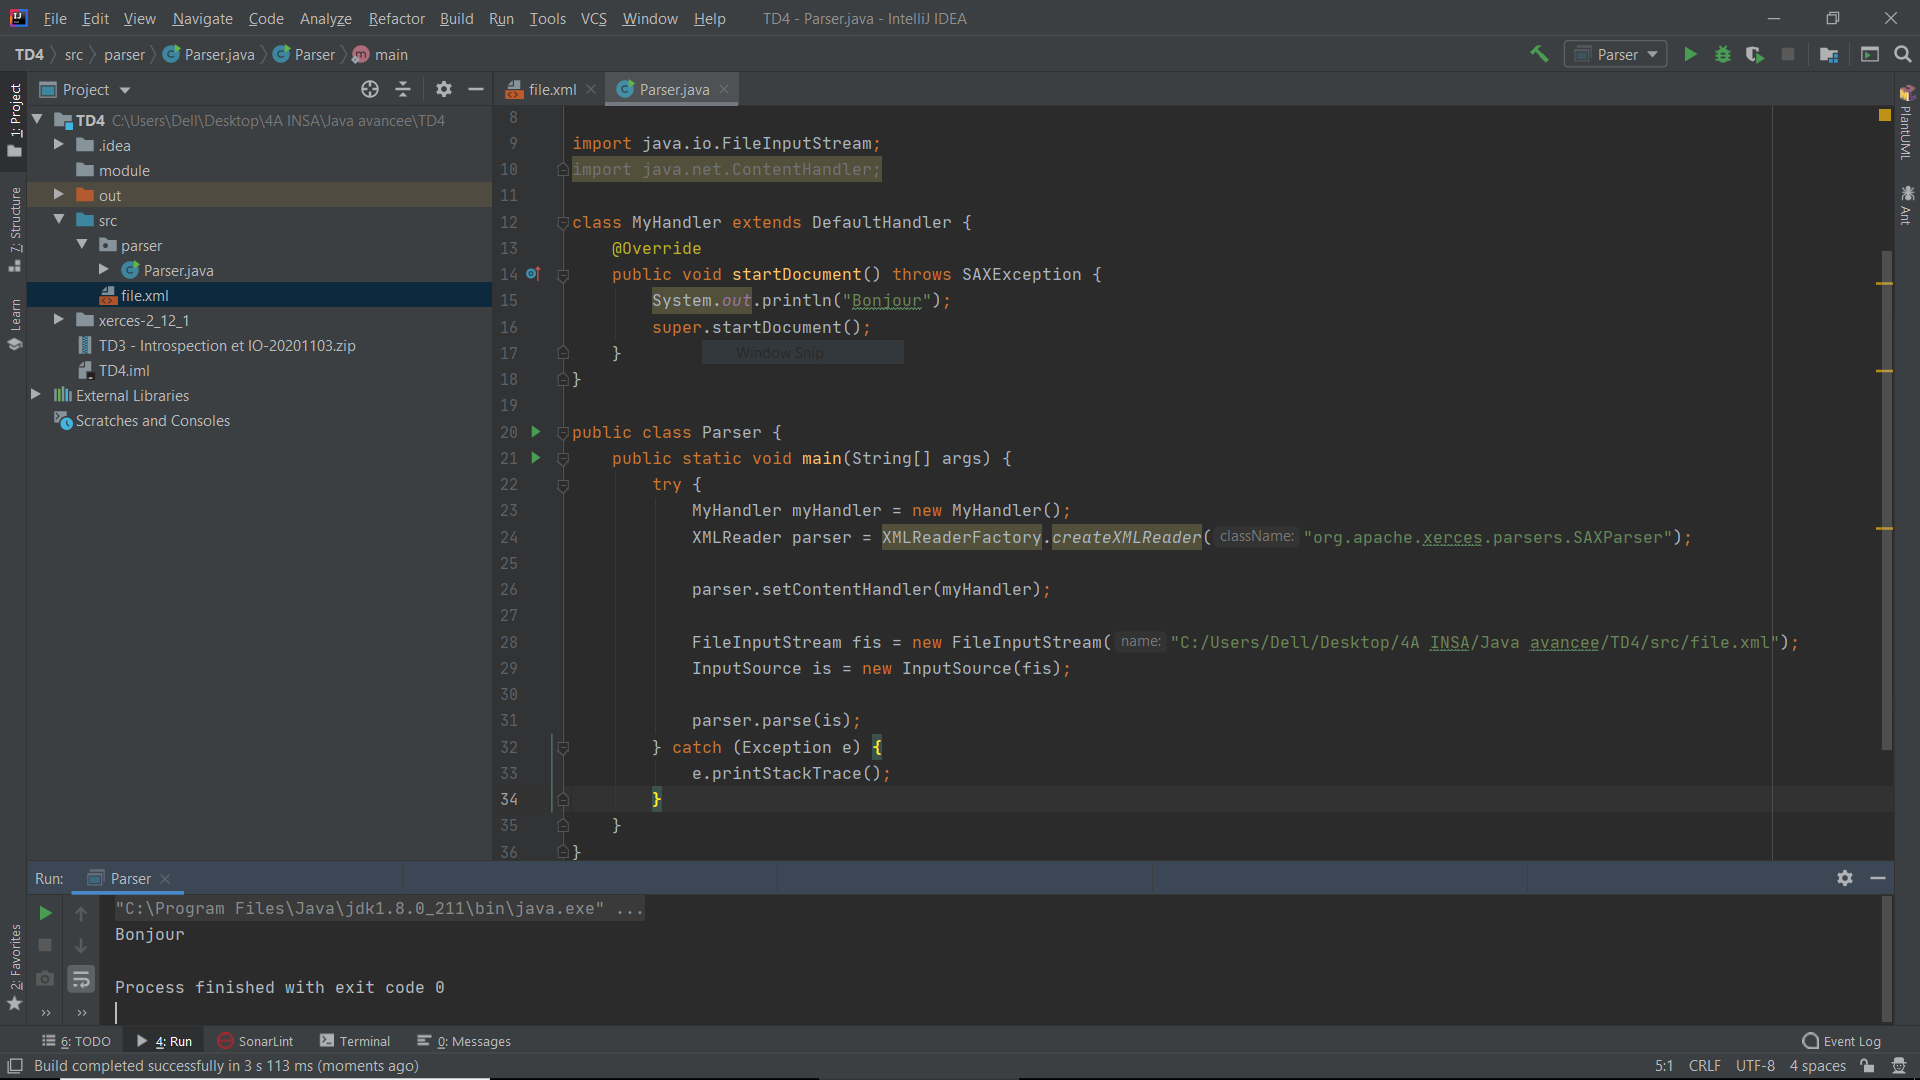 File Edit View Navigate Code Analyze Refactor Build Run Tools VCS Window Help TD4 - Parser.java - IntelliJ IDEA
TD4 src parser Parser.java Parser main
Parser
1: Project
7: Structure
Learn
2: Favorites
Project
TD4 C:\Users\Dell\Desktop\4A INSA\Java avancee\TD4
.idea
module
out
src
parser
Parser.java
file.xml
xerces-2_12_1
TD3 - Introspection et IO-20201103.zip
TD4.iml
External Libraries
Scratches and Consoles
file.xml Parser.java
8
9 import java.io.FileInputStream;
10 import java.net.ContentHandler;
11
12 class MyHandler extends DefaultHandler {
13 @Override
14 public void startDocument() throws SAXException {
15 System.out.println("Bonjour");
16 super.startDocument();
17 }
Window Snip
18 }
19
20 public class Parser {
21 public static void main(String[] args) {
22 try {
23 MyHandler myHandler = new MyHandler();
24 XMLReader parser = XMLReaderFactory.createXMLReader( className: "org.apache.xerces.parsers.SAXParser");
25
26 parser.setContentHandler(myHandler);
27
28 FileInputStream fis = new FileInputStream( name: "C:/Users/Dell/Desktop/4A INSA/Java avancee/TD4/src/file.xml");
29 InputSource is = new InputSource(fis);
30
31 parser.parse(is);
32 } catch (Exception e) {
33 e.printStackTrace();
34 }
35 }
36 }
PlantUML
Ant
Run: Parser
"C:\Program Files\Java\jdk1.8.0_211\bin\java.exe" ...
Bonjour
Process finished with exit code 0
6: TODO 4: Run SonarLint Terminal 0: Messages Event Log
Build completed successfully in 3 s 113 ms (moments ago) 5:1 CRLF UTF-8 4 spaces